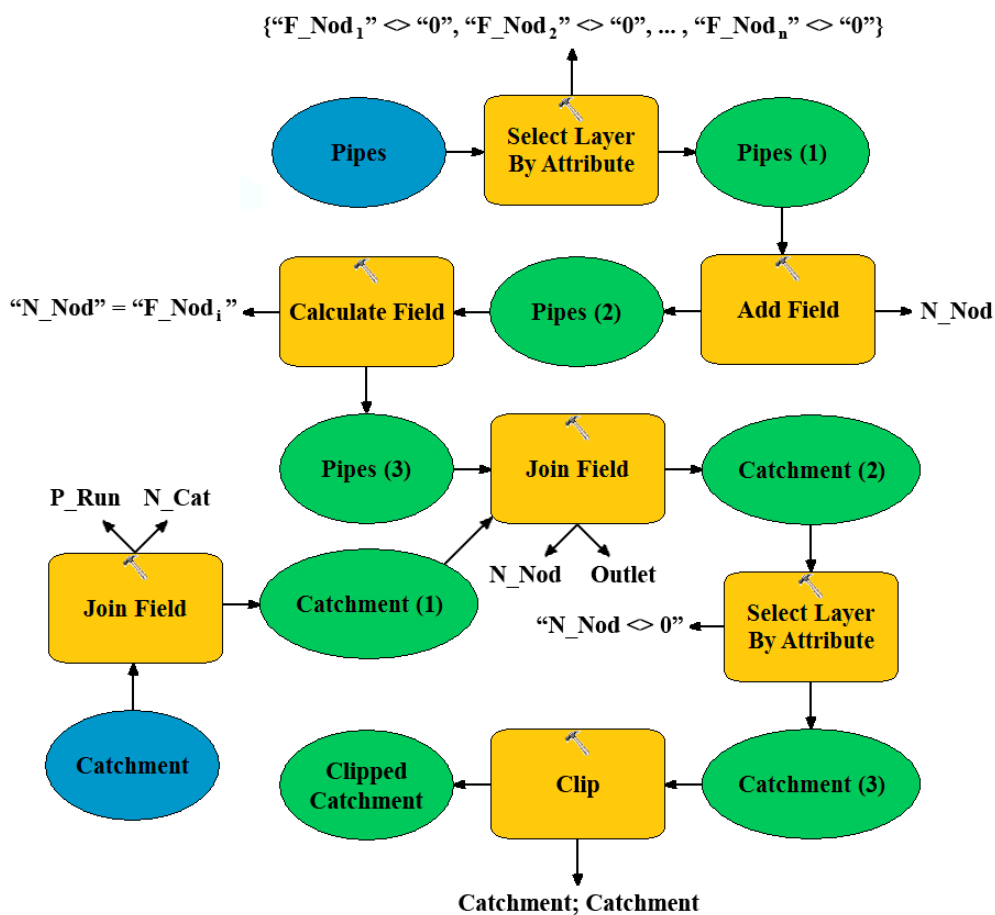 {“F_Nod₁” <> “0”, “F_Nod₂” <> “0”, ... , “F_Nodₙ” <> “0”}
Pipes
Select Layer
By Attribute
Pipes (1)
“N_Nod” = “F_Nodᵢ”
Calculate Field
Pipes (2)
Add Field
N_Nod
Pipes (3)
Join Field
Catchment (2)
P_Run
N_Cat
N_Nod
Outlet
Join Field
Catchment (1)
“N_Nod <> 0”
Select Layer
By Attribute
Catchment
Clipped
Catchment
Clip
Catchment (3)
Catchment; Catchment